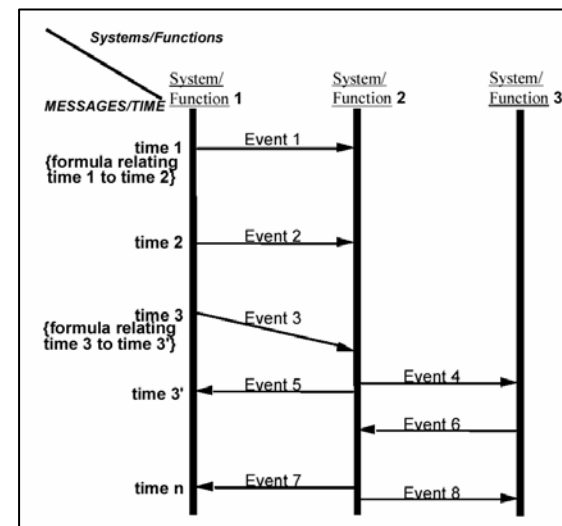 Systems/Functions
System/ System/ System/
MESSAGES/TIME Function 1 Function 2 Function 3
time 1 Event 1
{formula relating
time 1 to time 2}
time 2 Event 2
time 3 Event 3
{formula relating
time 3 to time 3'}
Event 4
time 3' Event 5
Event 6
time n Event 7
Event 8